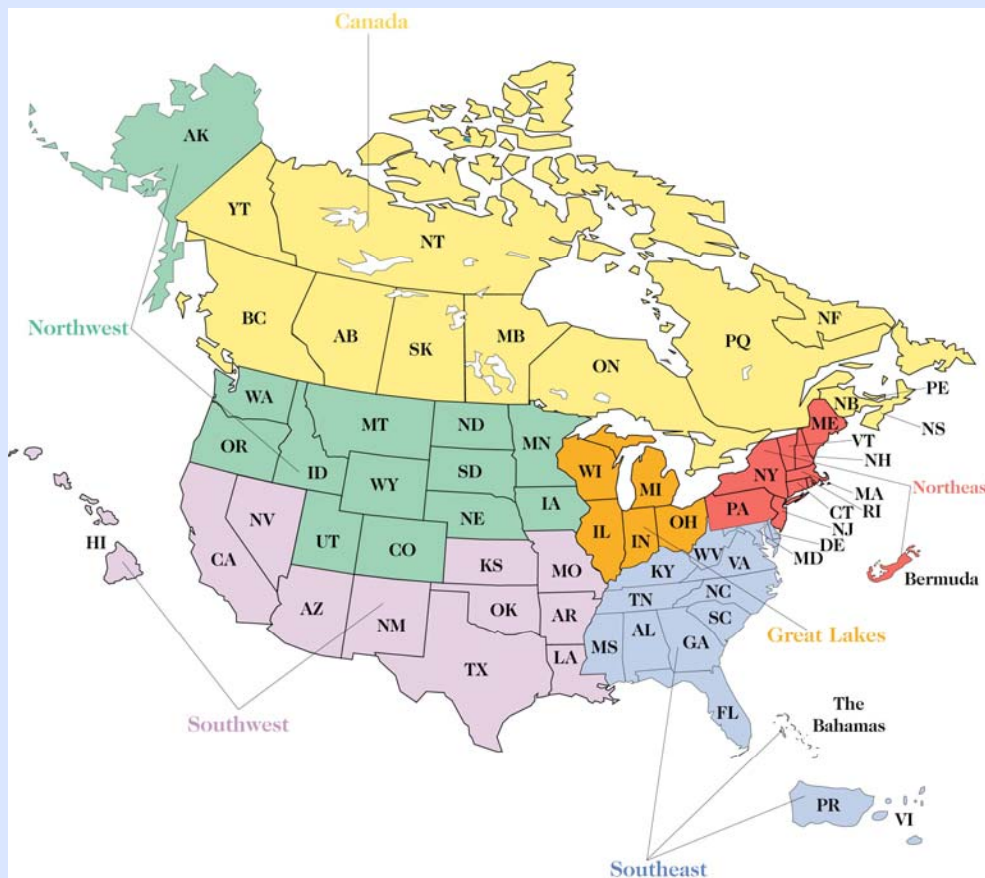 Canada
AK
YT
NT
Northwest
BC
AB
SK
MB
ON
PQ
NF
PE
NB
NS
WA
MT
ND
MN
ME
VT
NH
OR
ID
SD
WI
MI
NY
MA
Northeas
WY
IA
PA
CT
RI
NE
OH
NJ
NV
IL
IN
DE
HI
UT
CO
WV
VA
MD
CA
KS
MO
KY
Bermuda
NC
TN
AZ
NM
OK
AR
SC
AL
Great Lakes
MS
GA
TX
LA
Southwest
FL
The
Bahamas
PR
VI
Southeast